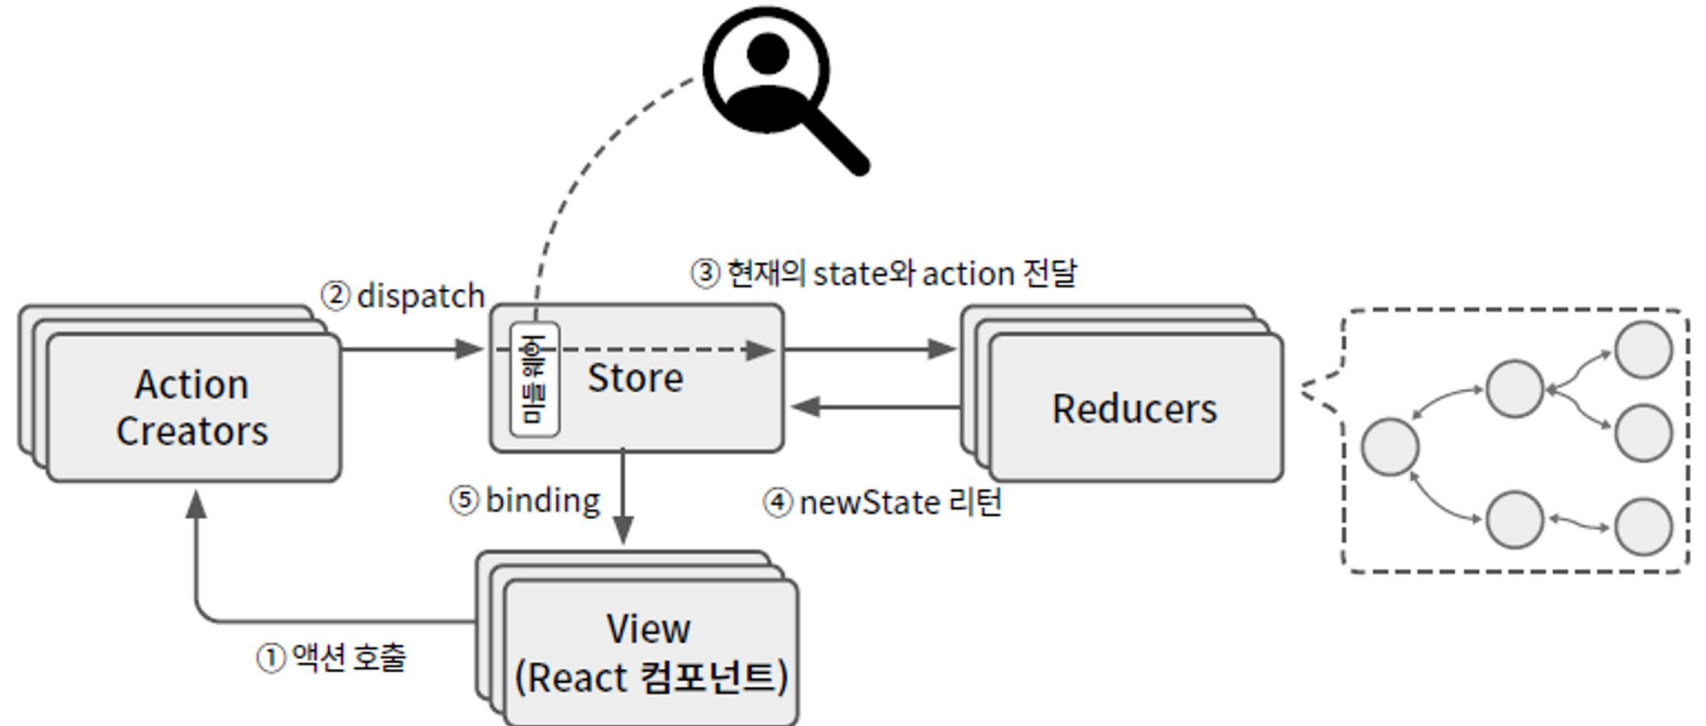 ③ 현재의 state와 action 전달
② dispatch
Action
Creators
미들웨어
Store
Reducers
⑤ binding
④ newState 리턴
① 액션 호출
View
(React 컴포넌트)